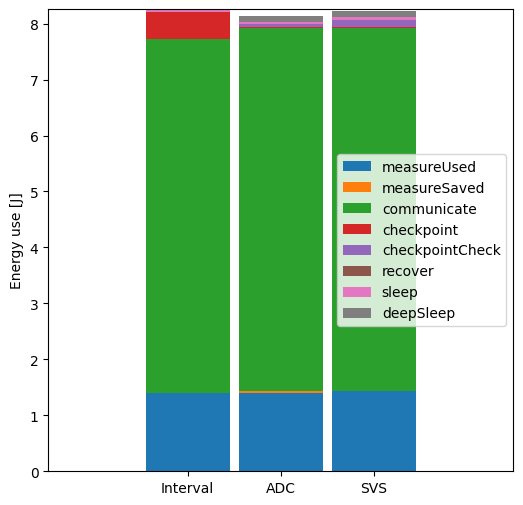 8
7
6
5
4
3
2
1
0
Energy use [J]
measureUsed
measureSaved
communicate
checkpoint
checkpointCheck
recover
sleep
deepSleep
Interval
ADC
SVS